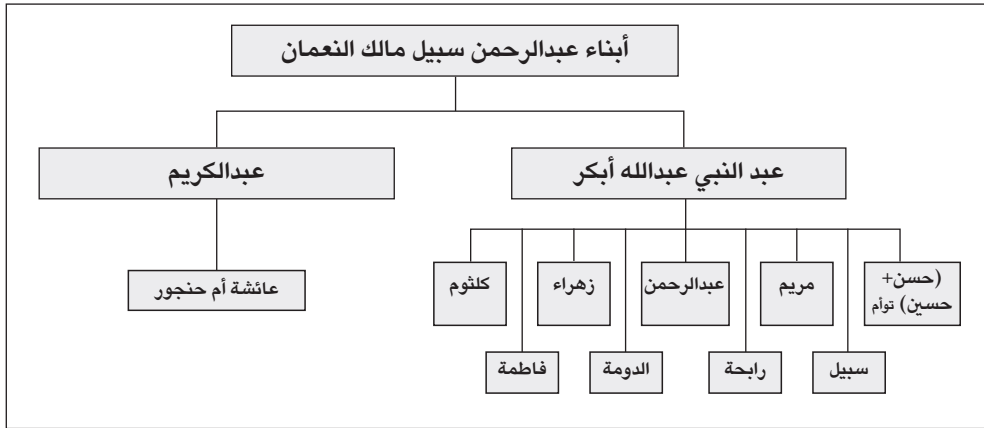 أبناء عبدالرحمن سبيل مالك النعمان
عبد النبي عبدالله أبكر
عبدالكريم
(حسن+
حسين) توأم
مريم
عبدالرحمن
زهراء
كلثوم
عائشة أم حنجور
سبيل
رابحة
الدومة
فاطمة